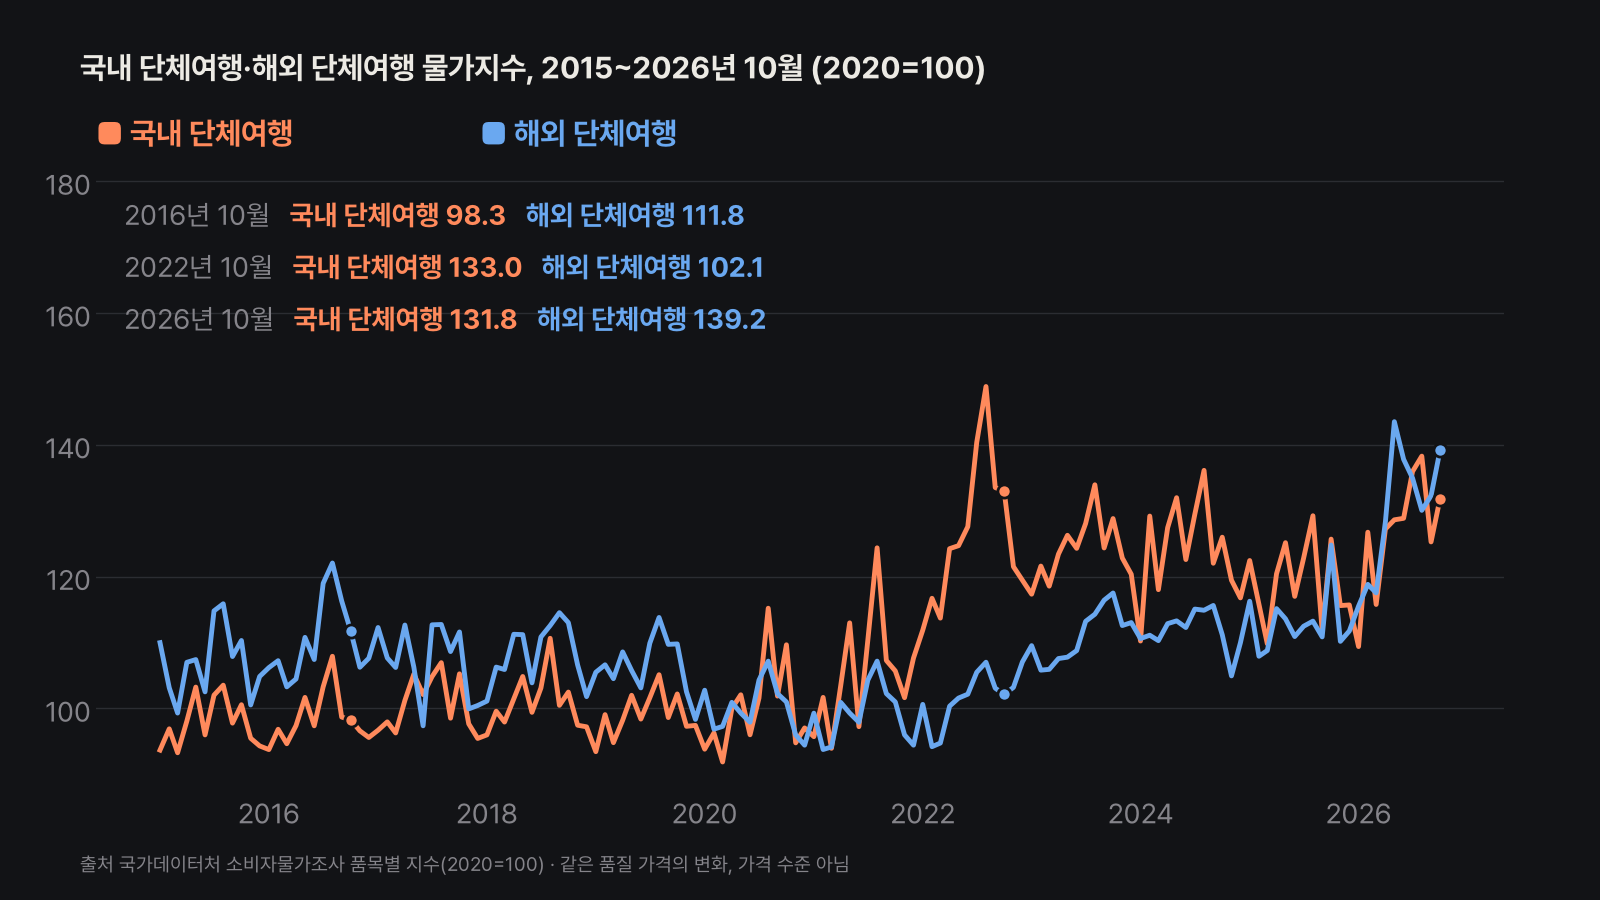 국내 단체여행·해외 단체여행 물가지수, 2015~2026년 10월 (2020=100)
국내 단체여행 해외 단체여행
180
2016년 10월 국내 단체여행 98.3 해외 단체여행 111.8
2022년 10월 국내 단체여행 133.0 해외 단체여행 102.1
160
2026년 10월 국내 단체여행 131.8 해외 단체여행 139.2
140
120
100
2016 2018 2020 2022 2024 2026
출처 국가데이터처 소비자물가조사 품목별 지수(2020=100) · 같은 품질 가격의 변화, 가격 수준 아님